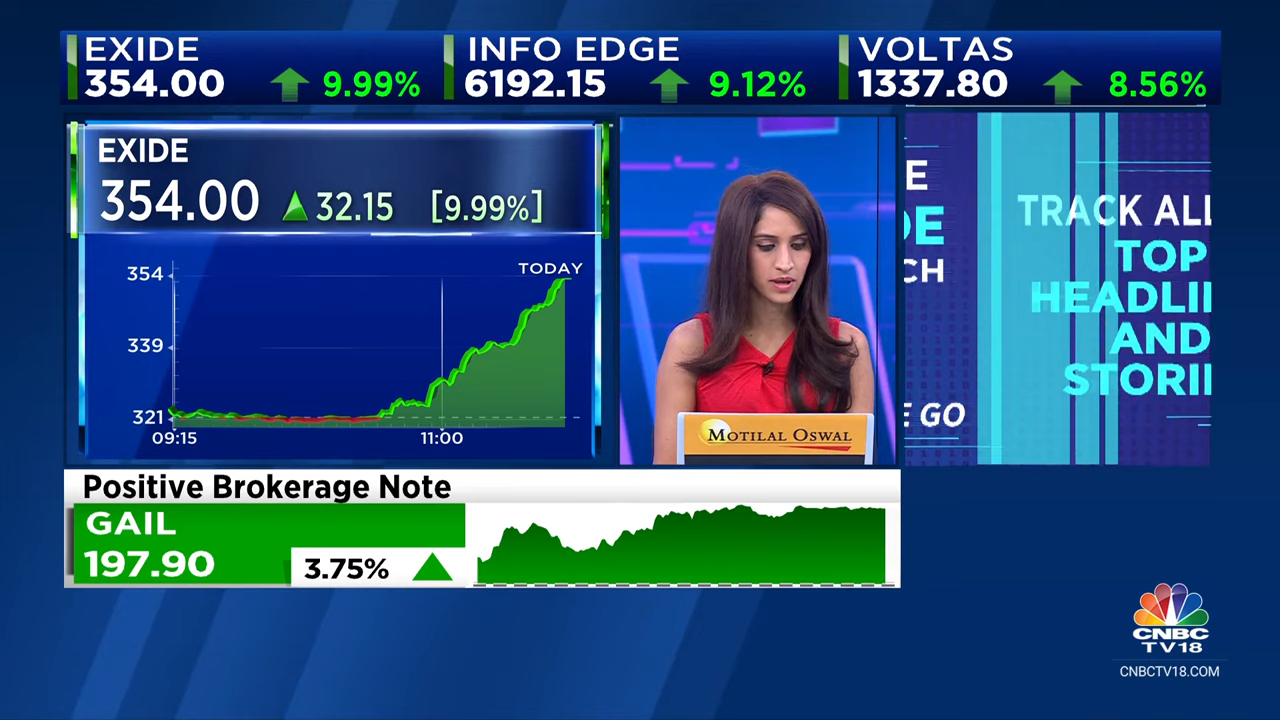 EXIDE
354.00 9.99%
INFO EDGE
6192.15 9.12%
VOLTAS
1337.80 8.56%
EXIDE
354.00 ▲ 32.15 [9.99%]
TODAY
354
339
321
09:15 11:00
MOTILAL OSWAL
E
DE
CH
E GO
TRACK ALL
TOP
HEADLI
AND
STORI
Positive Brokerage Note
GAIL
197.90
3.75%
CNBC
TV18
CNBCTV18.COM